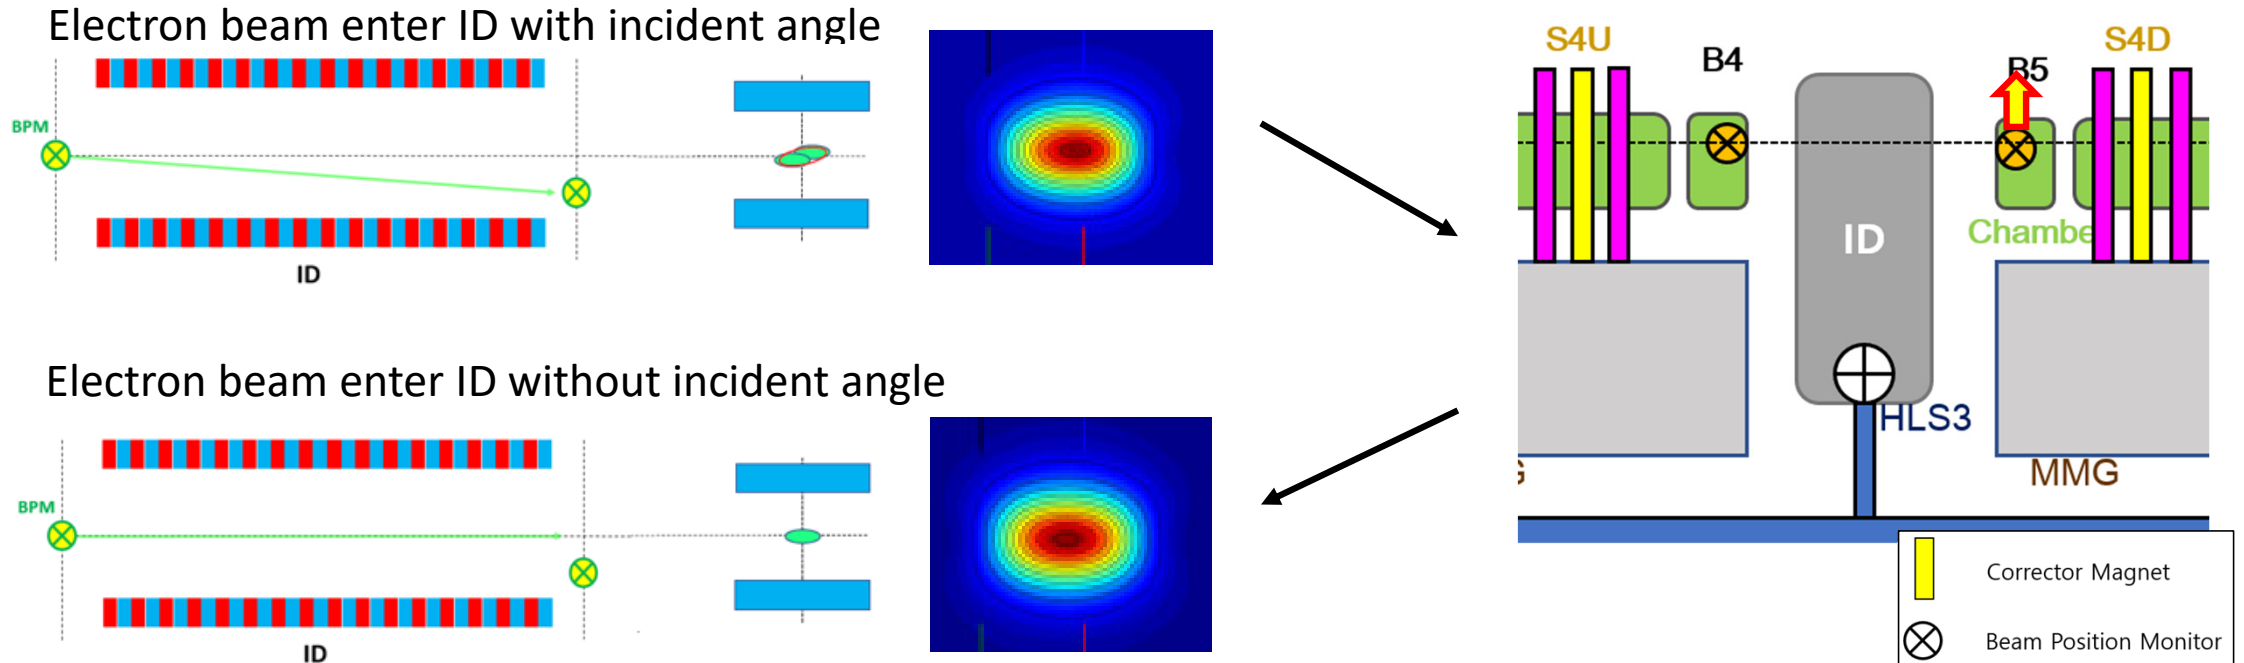 Electron beam enter ID with incident angle
BPM
ID
Electron beam enter ID without incident angle
BPM
ID
S4U
B4
B5
S4D
ID
Chambe
HLS3
MMG
Corrector Magnet
Beam Position Monitor